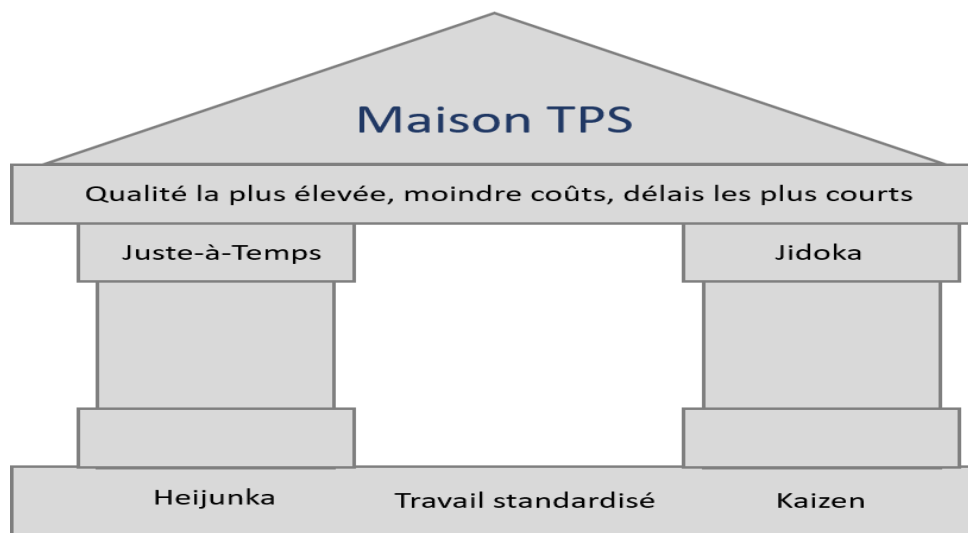 Maison TPS
Qualité la plus élevée, moindre coûts, délais les plus courts
Juste-à-Temps
Jidoka
Heijunka
Travail standardisé
Kaizen